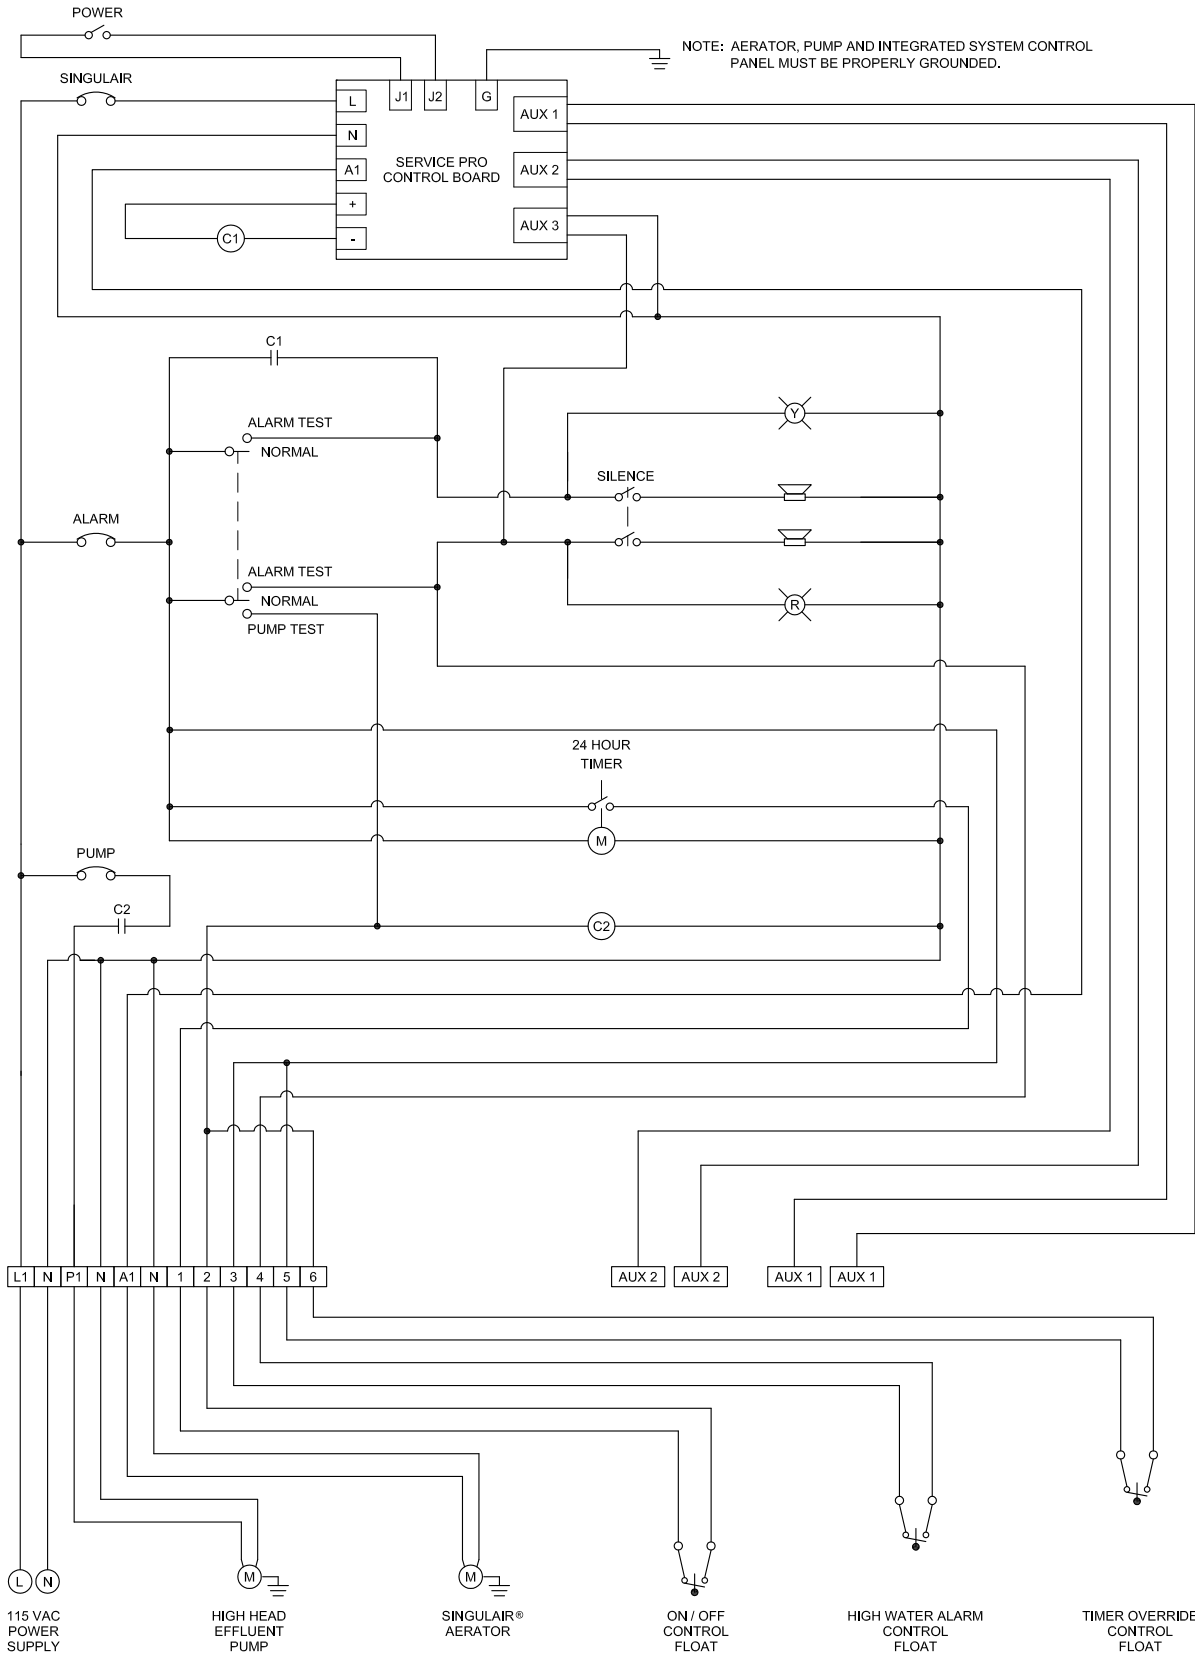 POWER
NOTE: AERATOR, PUMP AND INTEGRATED SYSTEM CONTROL
PANEL MUST BE PROPERLY GROUNDED.
SINGULAIR
L
J1
J2
G
AUX 1
N
SERVICE PRO
CONTROL BOARD
A1
AUX 2
+
AUX 3
C1
-
C1
ALARM TEST
NORMAL
Y
SILENCE
ALARM
ALARM TEST
NORMAL
PUMP TEST
R
24 HOUR
TIMER
M
PUMP
C2
C2
L1 N P1 N A1 N 1 2 3 4 5 6
AUX 2
AUX 2
AUX 1
AUX 1
L
N
M
M
115 VAC
POWER
SUPPLY
HIGH HEAD
EFFLUENT
PUMP
SINGULAIR®
AERATOR
ON / OFF
CONTROL
FLOAT
HIGH WATER ALARM
CONTROL
FLOAT
TIMER OVERRIDE
CONTROL
FLOAT